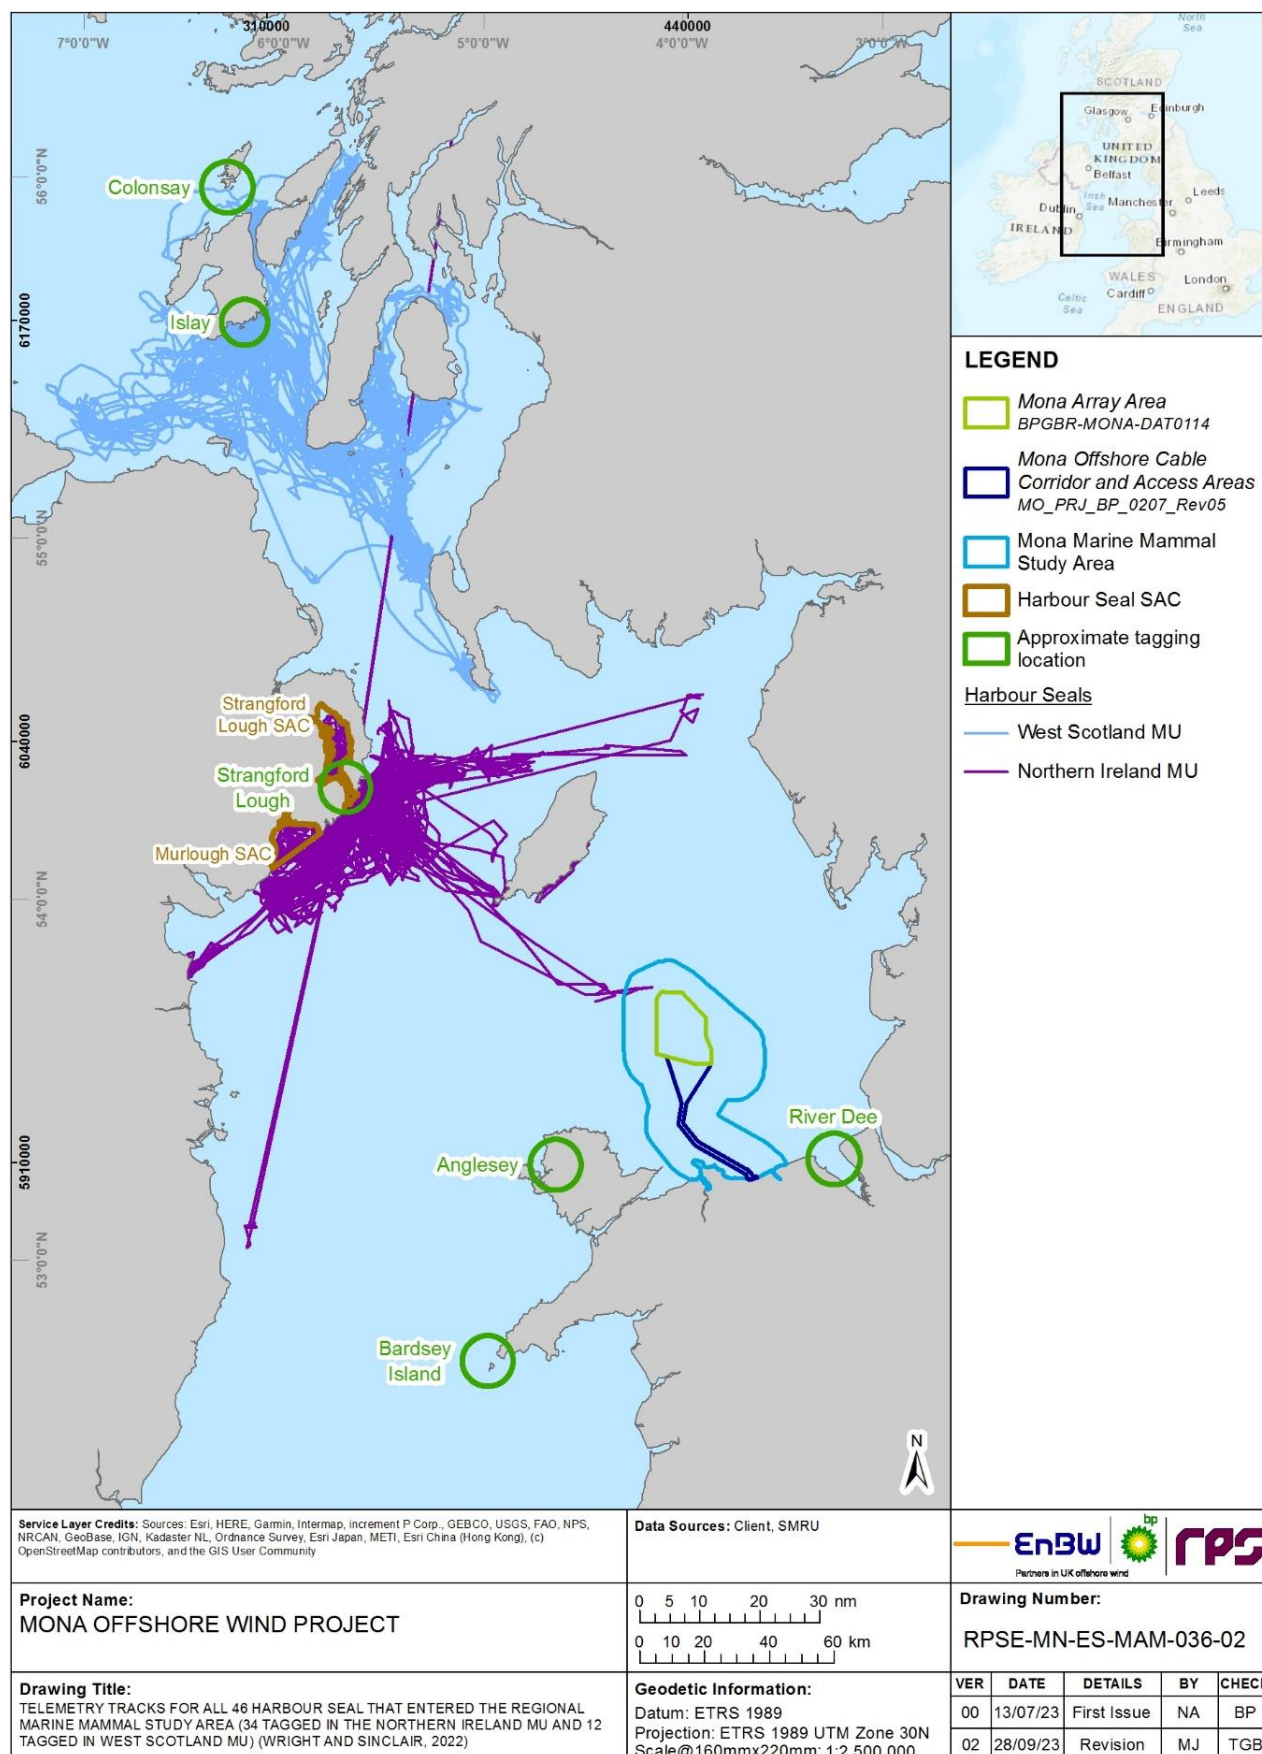 310000
440000
7°0'0"W
6°0'0"W
5°0'0"W
4°0'0"W
3°0'0"W
56°0'0"N
6170000
55°0'0"N
6040000
54°0'0"N
5910000
53°0'0"N
Colonsay
Islay
Strangford
Lough SAC
Strangford
Lough
Murlough SAC
Anglesey
River Dee
Bardsey
Island
N
North
Sea
SCOTLAND
Glasgow
Edinburgh
UNITED
KINGDOM
Belfast
Irish
Sea
Leeds
Manchester
Dublin
IRELAND
Birmingham
WALES
London
Cardiff
Celtic
Sea
ENGLAND
LEGEND
Mona Array Area
BPGBR-MONA-DAT0114
Mona Offshore Cable
Corridor and Access Areas
MO_PRJ_BP_0207_Rev05
Mona Marine Mammal
Study Area
Harbour Seal SAC
Approximate tagging
location
Harbour Seals
West Scotland MU
Northern Ireland MU
Service Layer Credits: Sources: Esri, HERE, Garmin, Intermap, increment P Corp., GEBCO, USGS, FAO, NPS,
NRCAN, GeoBase, IGN, Kadaster NL, Ordnance Survey, Esri Japan, METI, Esri China (Hong Kong), (c)
OpenStreetMap contributors, and the GIS User Community
Data Sources: Client, SMRU
EnBW
bp
rps
Partners in UK offshore wind
Project Name:
MONA OFFSHORE WIND PROJECT
0 5 10 20 30 nm
0 10 20 40 60 km
Drawing Number:
RPSE-MN-ES-MAM-036-02
Drawing Title:
TELEMETRY TRACKS FOR ALL 46 HARBOUR SEAL THAT ENTERED THE REGIONAL
MARINE MAMMAL STUDY AREA (34 TAGGED IN THE NORTHERN IRELAND MU AND 12
TAGGED IN WEST SCOTLAND MU) (WRIGHT AND SINCLAIR, 2022)
Geodetic Information:
Datum: ETRS 1989
Projection: ETRS 1989 UTM Zone 30N
Scale@160mmx220mm: 1:2,500,000
VER DATE DETAILS BY CHECK
00 13/07/23 First Issue NA BP
02 28/09/23 Revision MJ TGB